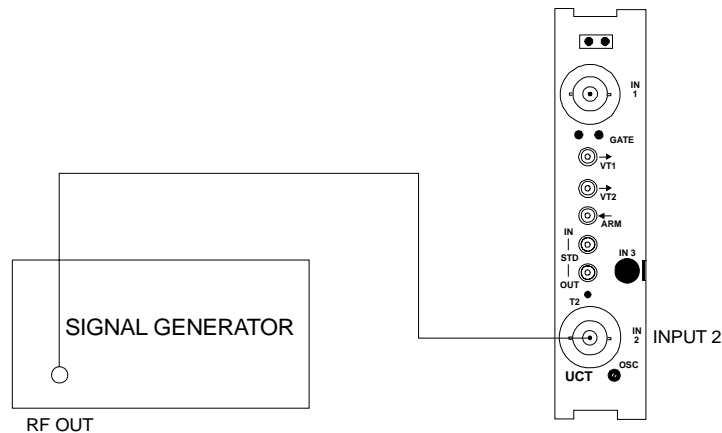 IN
1
GATE
VT1
VT2
ARM
IN
STD
OUT
IN 3
T2
IN
2
INPUT 2
OSC
UCT
SIGNAL GENERATOR
RF OUT